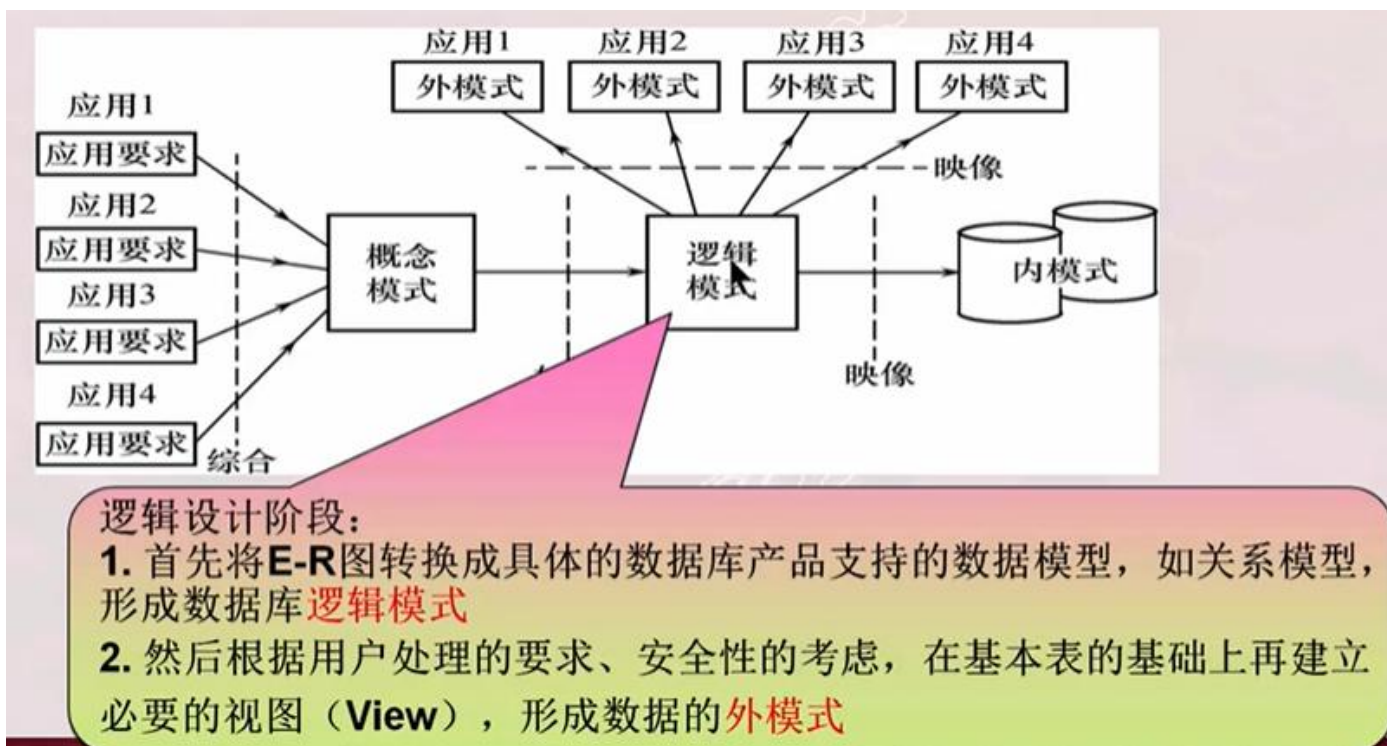 应用1 应用2 应用3 应用4
外模式 外模式 外模式 外模式
应用1
应用要求
应用2
应用要求
应用3
应用要求
应用4
应用要求
综合
概念
模式
逻辑
模式
映像
映像
内模式
逻辑设计阶段：
1. 首先将E-R图转换成具体的数据库产品支持的数据模型，如关系模型，
形成数据库逻辑模式
2. 然后根据用户处理的要求、安全性的考虑，在基本表的基础上再建立
必要的视图（View），形成数据的外模式